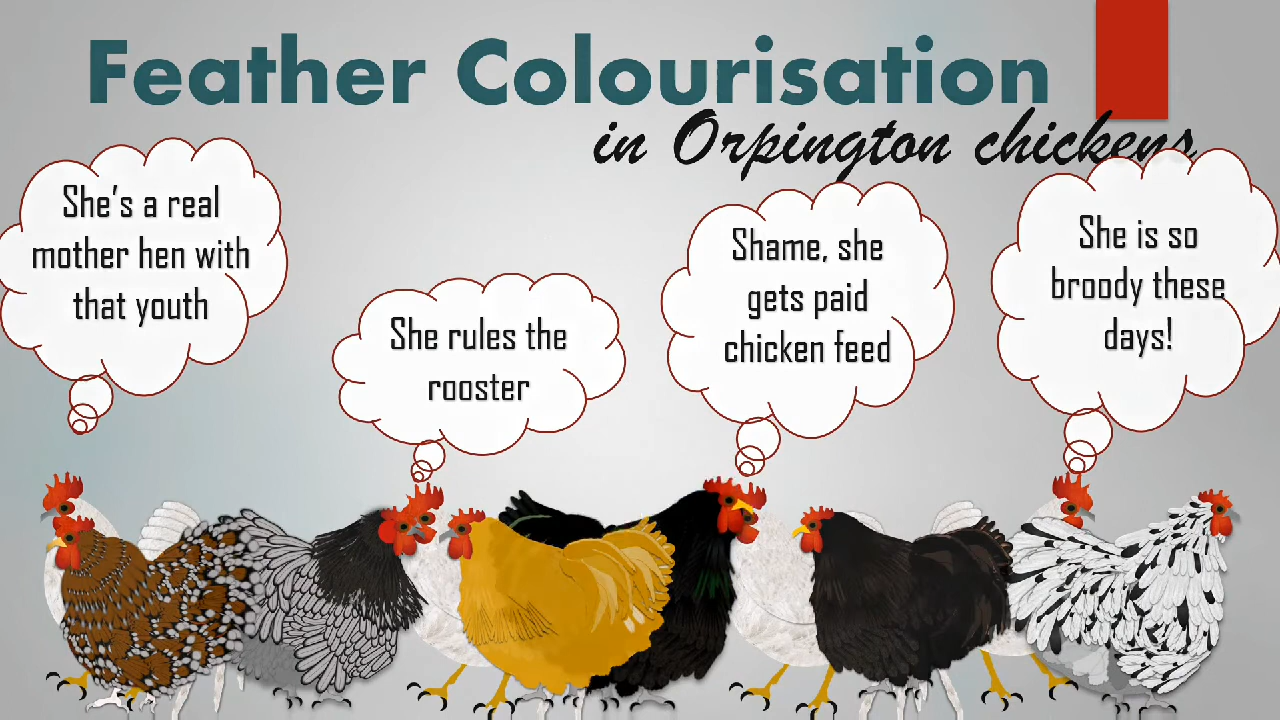 Feather Colourisation
in Orpington chickens
She's a real
mother hen with
that youth
She rules the
rooster
Shame, she
gets paid
chicken feed
She is so
broody these
days!